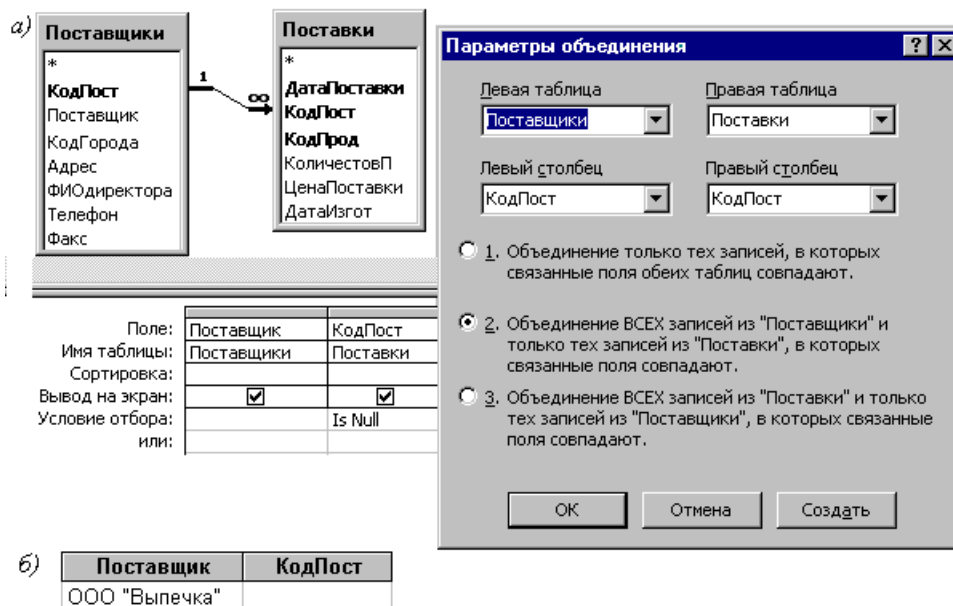 а)
Поставщики
*
КодПост
Поставщик
КодГорода
Адрес
ФИОдиректора
Телефон
Факс
1
∞
Поставки
*
ДатаПоставки
КодПост
КодПрод
КоличестовП
ЦенаПоставки
ДатаИзгот
Параметры объединения
Левая таблица
Правая таблица
Поставщики
Поставки
Левый столбец
Правый столбец
КодПост
КодПост
1. Объединение только тех записей, в которых
связанные поля обеих таблиц совпадают.
2. Объединение ВСЕХ записей из "Поставщики" и
только тех записей из "Поставки", в которых
связанные поля совпадают.
3. Объединение ВСЕХ записей из "Поставки" и только
тех записей из "Поставщики", в которых связанные
поля совпадают.
ОК
Отмена
Создать
Поле: Поставщик КодПост
Имя таблицы: Поставщики Поставки
Сортировка:
Вывод на экран:
Условие отбора: Is Null
или:
б)
Поставщик КодПост
ООО "Выпечка"